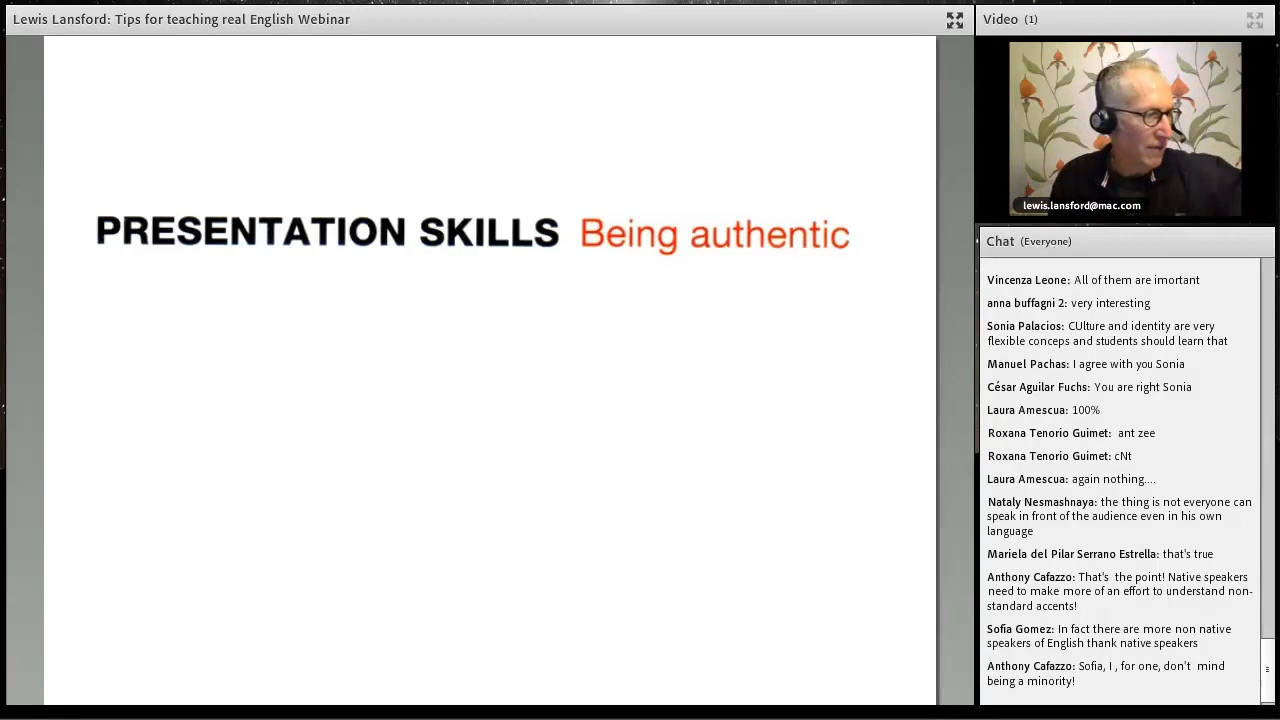 Lewis Lansford: Tips for teaching real English Webinar
PRESENTATION SKILLS Being authentic
Video (1)
lewis.lansford@mac.com
Chat (Everyone)
Vincenza Leone: All of them are imortant
anna buffagni 2: very interesting
Sonia Palacios: CUlture and identity are very
flexible conceps and students should learn that
Manuel Pachas: I agree with you Sonia
César Aguilar Fuchs: You are right Sonia
Laura Amescua: 100%
Roxana Tenorio Guimet: ant zee
Roxana Tenorio Guimet: cNt
Laura Amescua: again nothing....
Nataly Nesmashnaya: the thing is not everyone can
speak in front of the audience even in his own
language
Mariela del Pilar Serrano Estrella: that's true
Anthony Cafazzo: That's the point! Native speakers
need to make more of an effort to understand non-
standard accents!
Sofia Gomez: In fact there are more non native
speakers of English thank native speakers
Anthony Cafazzo: Sofia, I , for one, don't mind
being a minority!